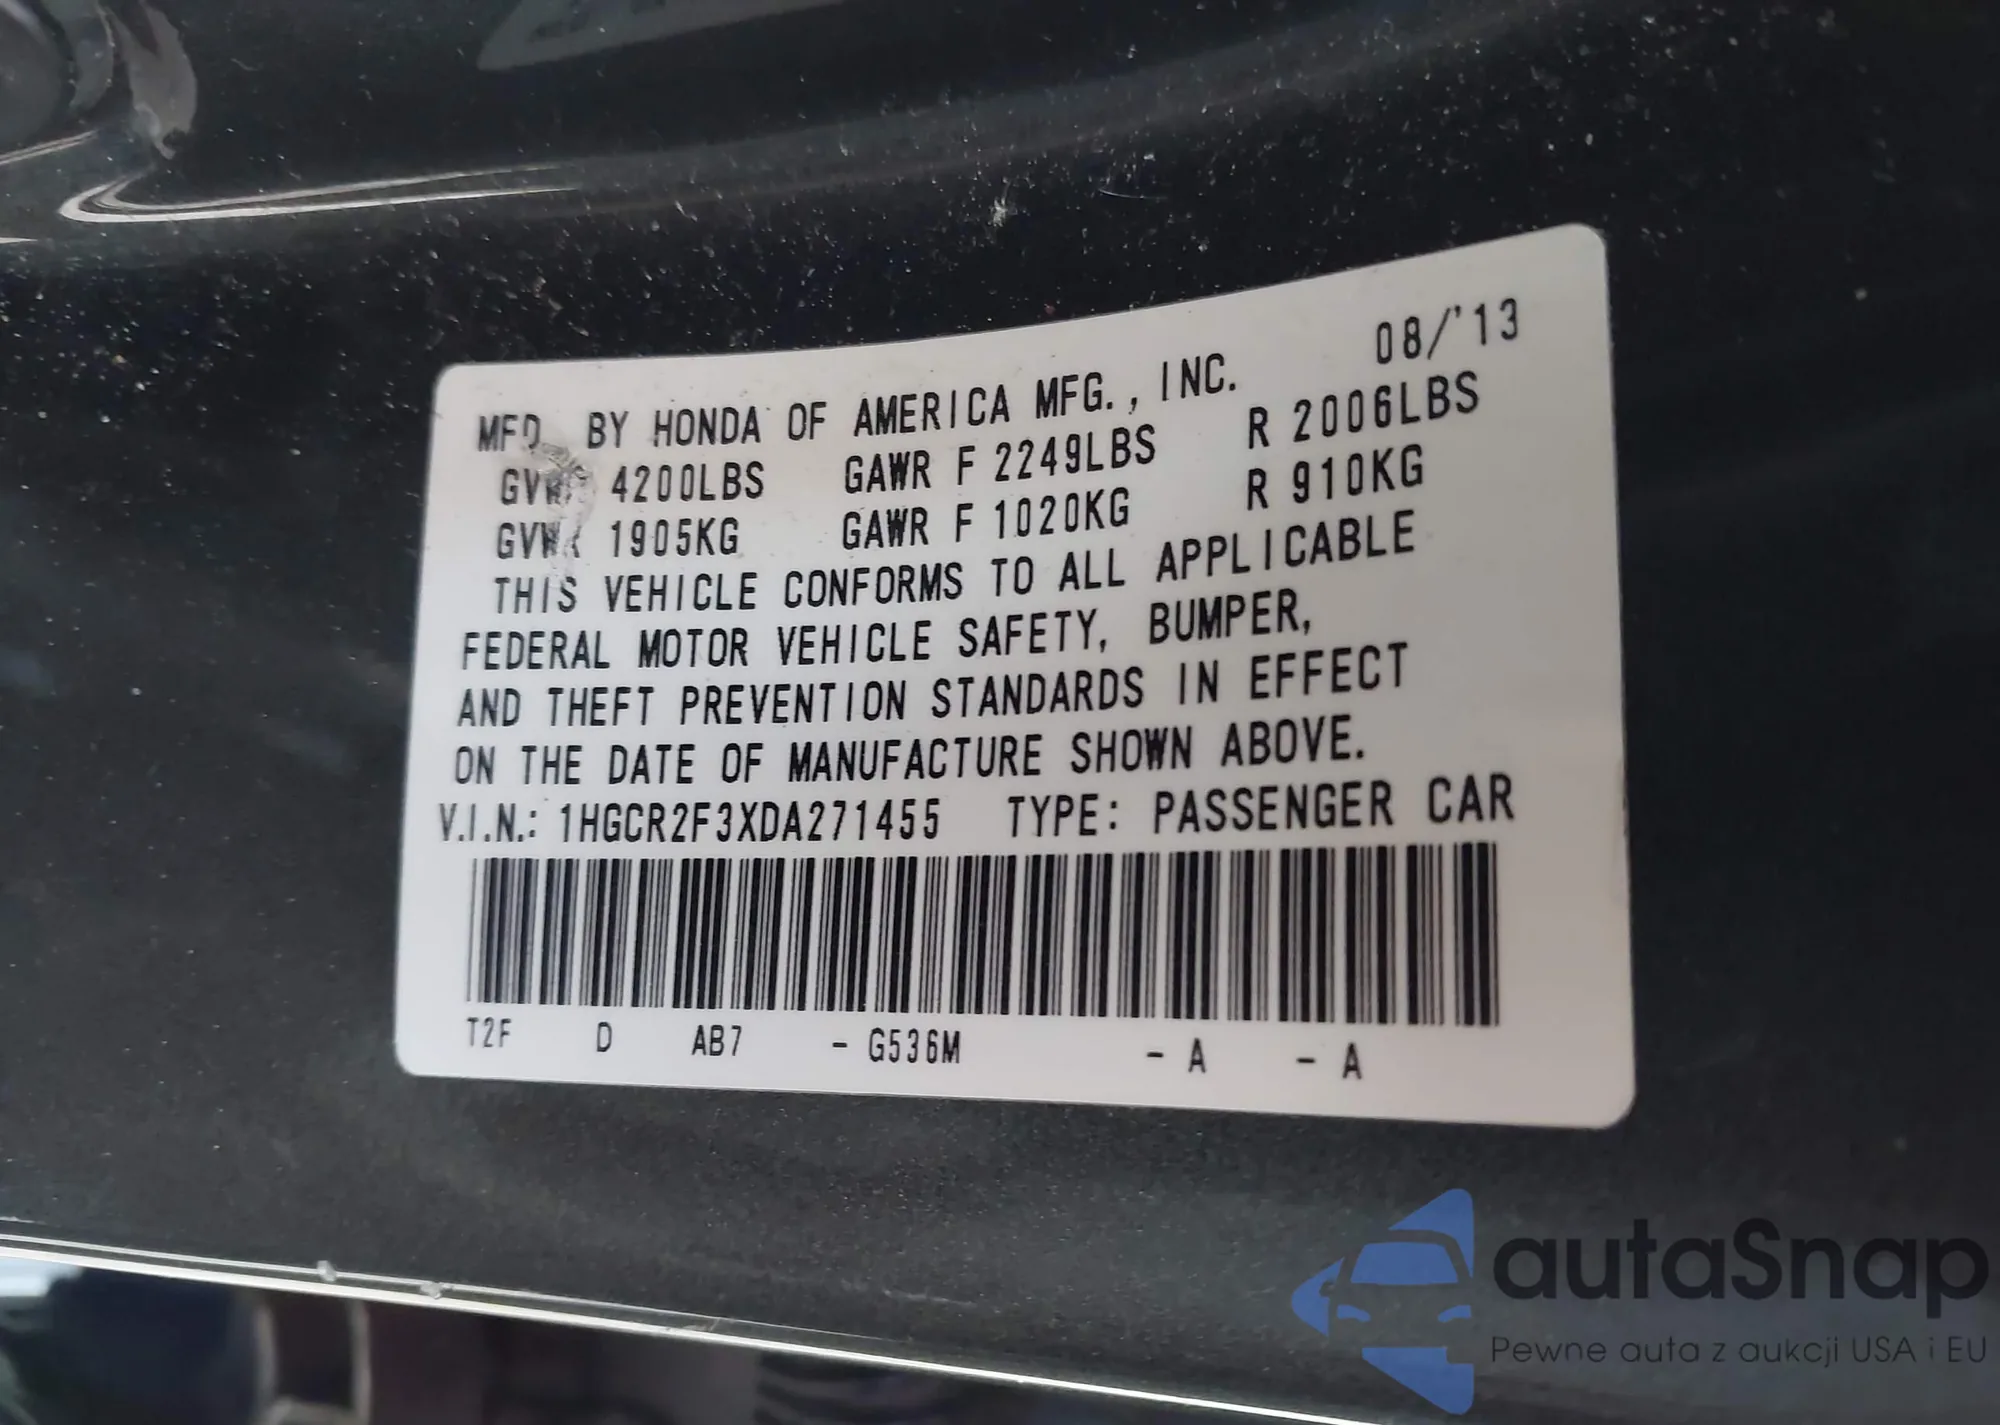 08/'13
MFD BY HONDA OF AMERICA MFG., INC.
GVWR 4200LBS GAWR F 2249LBS R 2006LBS
GVWR 1905KG GAWR F 1020KG R 910KG
THIS VEHICLE CONFORMS TO ALL APPLICABLE
FEDERAL MOTOR VEHICLE SAFETY, BUMPER,
AND THEFT PREVENTION STANDARDS IN EFFECT
ON THE DATE OF MANUFACTURE SHOWN ABOVE.
V.I.N.: 1HGCR2F3XDA271455 TYPE: PASSENGER CAR
T2F D AB7 - G536M - A - A
autaSnap
Pewne auta z aukcji USA i EU